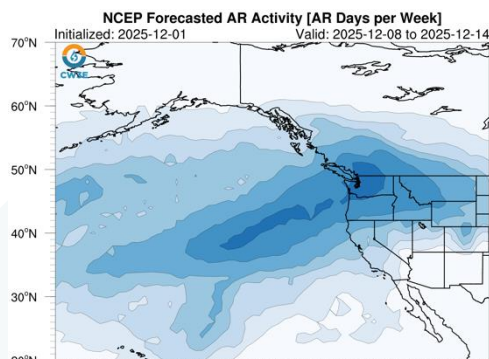 NCEP Forecasted AR Activity [AR Days per Week]
Initialized: 2025-12-01 Valid: 2025-12-08 to 2025-12-14
70°N
CW3E
60°N
50°N
40°N
30°N
20°N